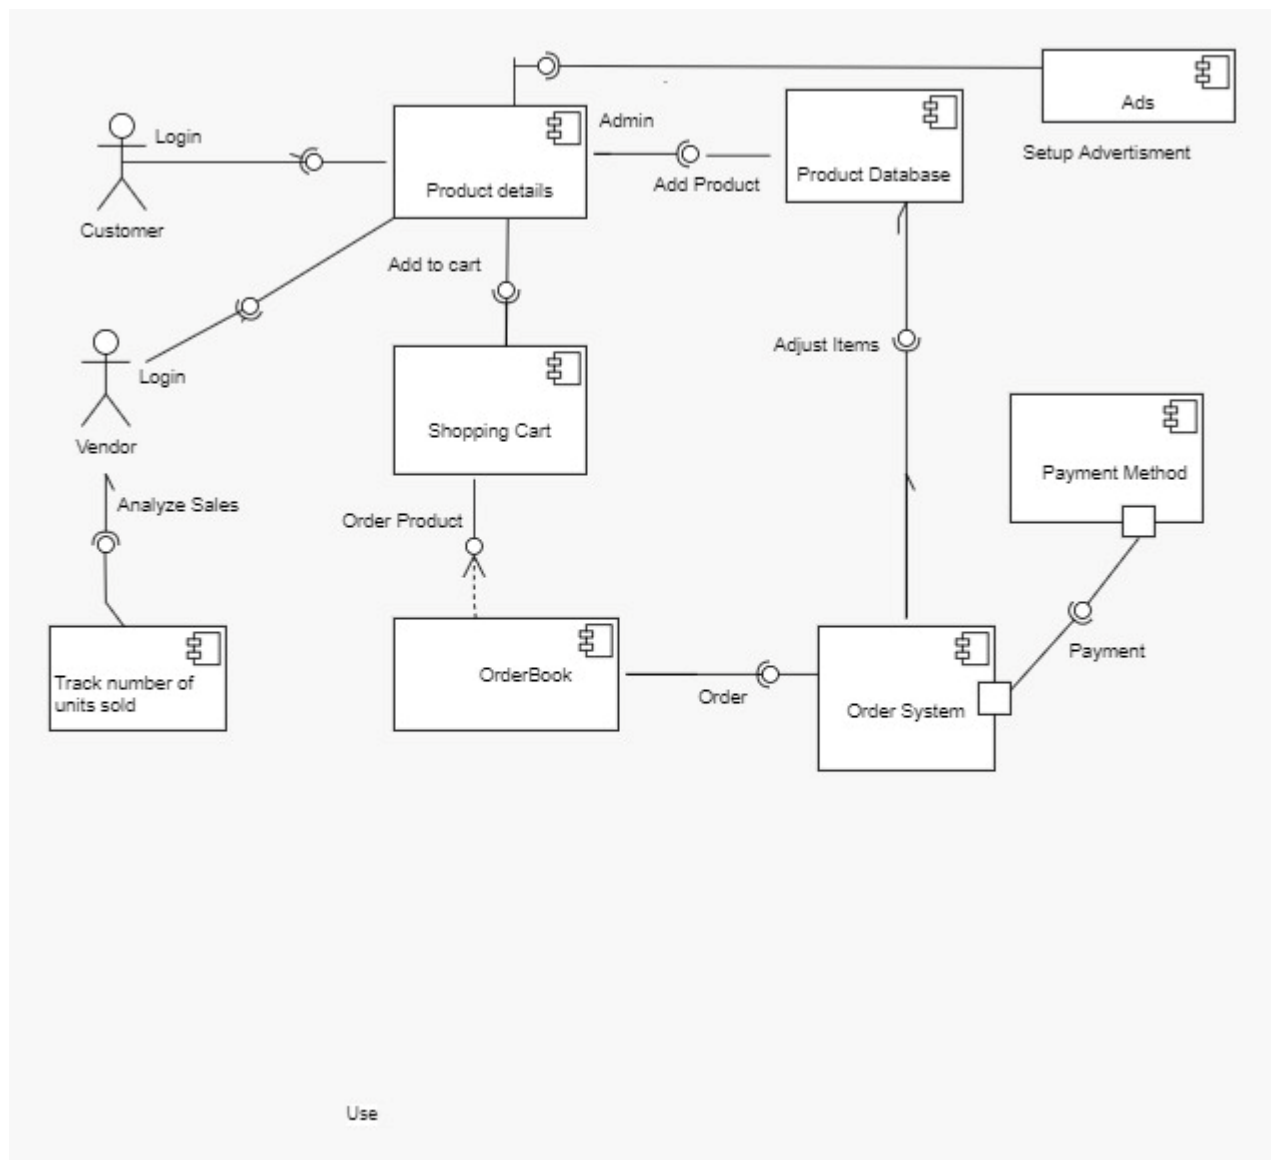 Ads
Setup Advertisment
Login
Customer
Product details
Admin
Add Product
Product Database
Add to cart
Adjust Items
Login
Vendor
Shopping Cart
Analyze Sales
Order Product
Payment Method
Track number of
units sold
OrderBook
Order
Order System
Payment
Use